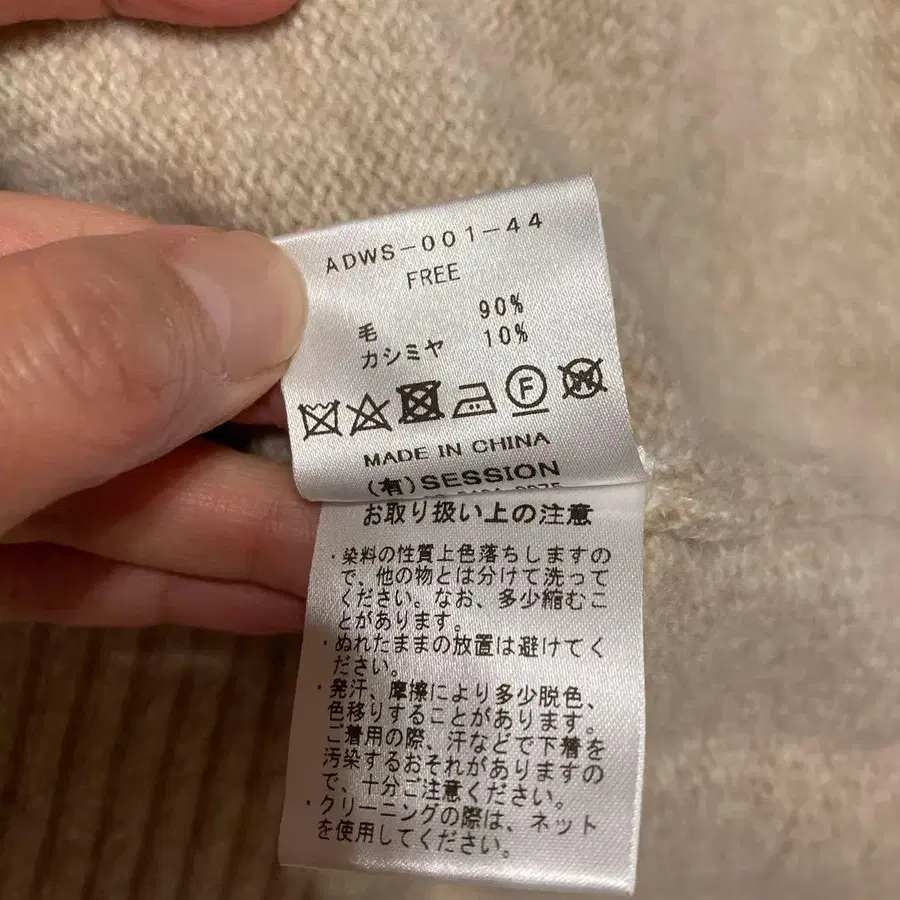 ADWS-001-44
FREE
毛 90%
カシミヤ 10%
F
W
MADE IN CHINA
(有)SESSION
お取り扱い上の注意
・染料の性質上色落ちしますの
で、他の物とは分けて洗って
ください。なお、多少縮むこ
とがあります。
・ぬれたままの放置は避けてく
ださい。
・発汗、摩擦により多少脱色、
色移りすることがあります。
ご着用の際、汗などで下着を
汚染するおそれがありますの
で、十分ご注意ください。
・クリーニングの際は、ネット
を使用してください。